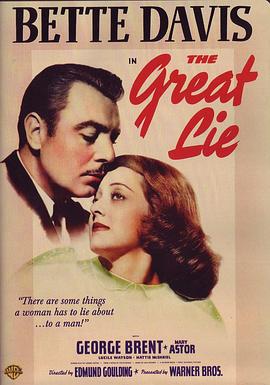 BETTE DAVIS
IN
THE
Great
Lie
"There are some things
a woman has to lie about
...to a man!"
WITH
GEORGE BRENT ★ MARY ASTOR
LUCILE WATSON · HATTIE McDANIEL
Directed by EDMUND GOULDING ★ Presented by WARNER BROS.